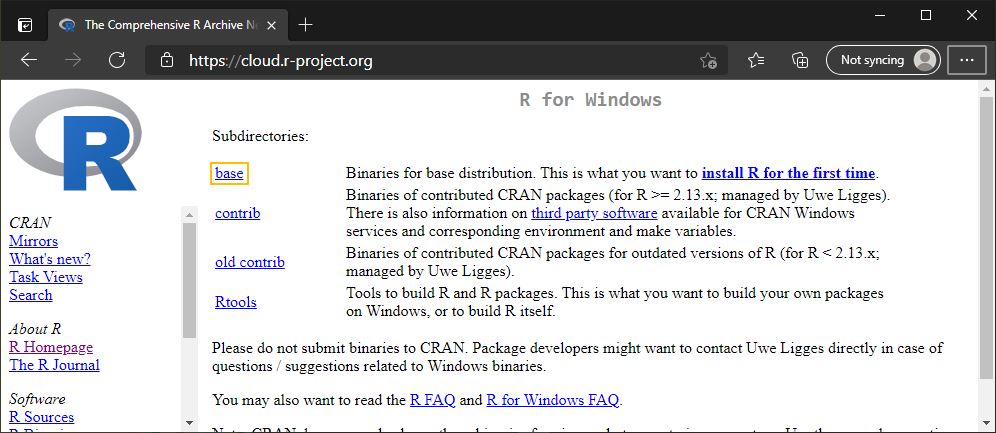 The Comprehensive R Archive Ne
https://cloud.r-project.org
Not syncing
R
CRAN
Mirrors
What's new?
Task Views
Search
About R
R Homepage
The R Journal
Software
R Sources
R for Windows
Subdirectories:
base Binaries for base distribution. This is what you want to install R for the first time.
contrib Binaries of contributed CRAN packages (for R >= 2.13.x; managed by Uwe Ligges).
There is also information on third party software available for CRAN Windows
services and corresponding environment and make variables.
old contrib Binaries of contributed CRAN packages for outdated versions of R (for R < 2.13.x;
managed by Uwe Ligges).
Rtools Tools to build R and R packages. This is what you want to build your own packages
on Windows, or to build R itself.
Please do not submit binaries to CRAN. Package developers might want to contact Uwe Ligges directly in case of
questions / suggestions related to Windows binaries.
You may also want to read the R FAQ and R for Windows FAQ.